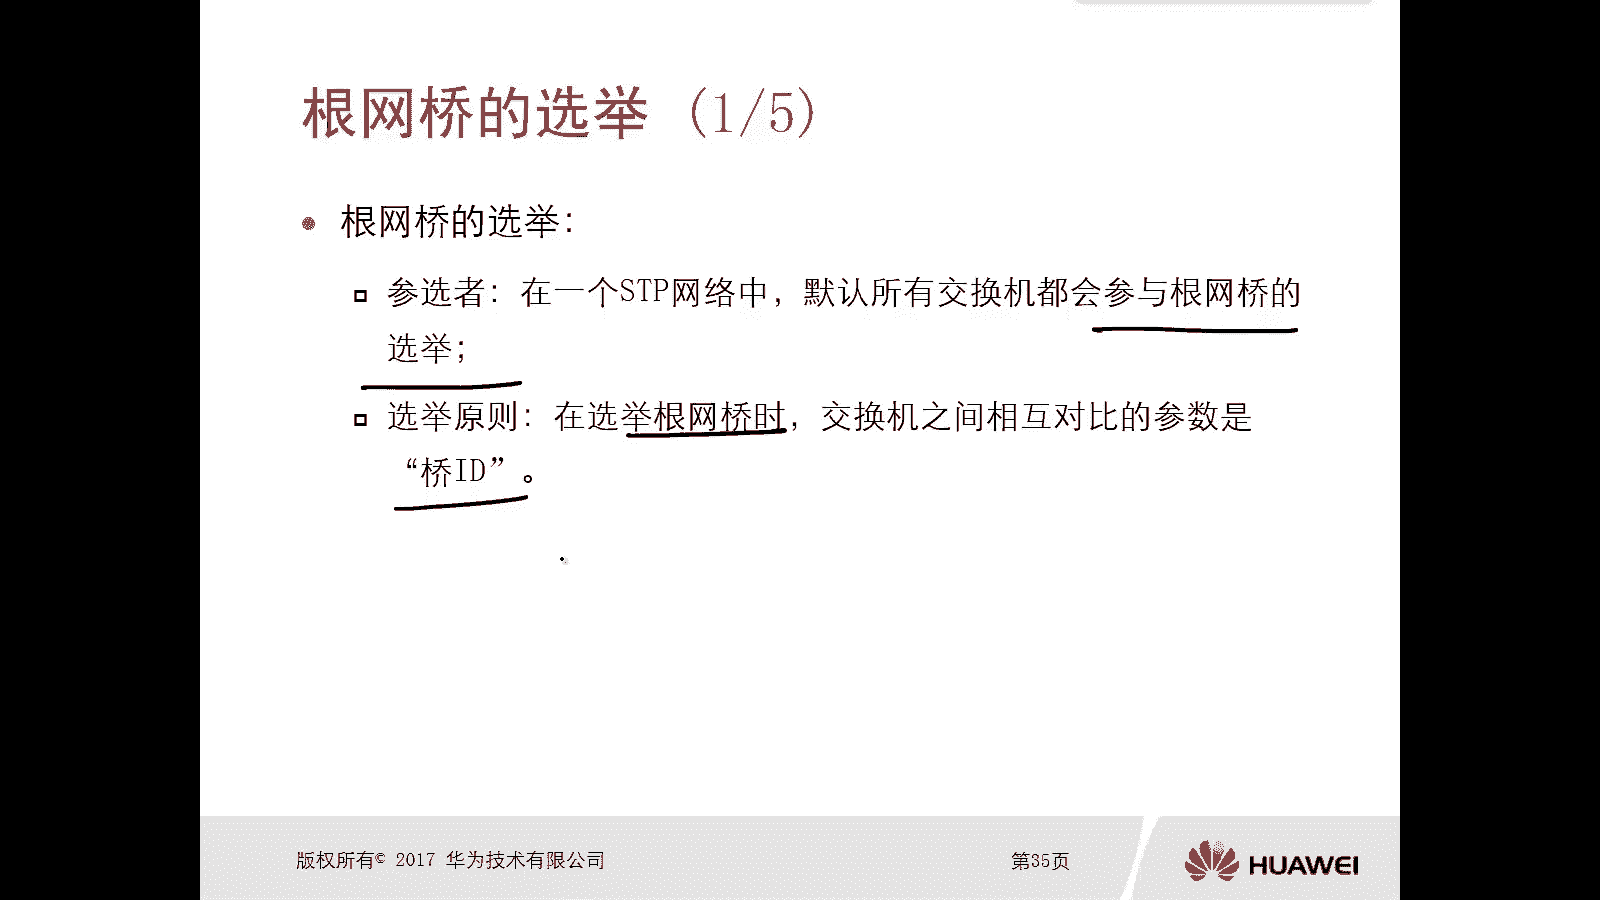 根网桥的选举 (1/5)
根网桥的选举：
参选者：在一个STP网络中，默认所有交换机都会参与根网桥的
选举；
选举原则：在选举根网桥时，交换机之间相互对比的参数是
“桥ID”。
版权所有© 2017 华为技术有限公司
第35页
HUAWEI